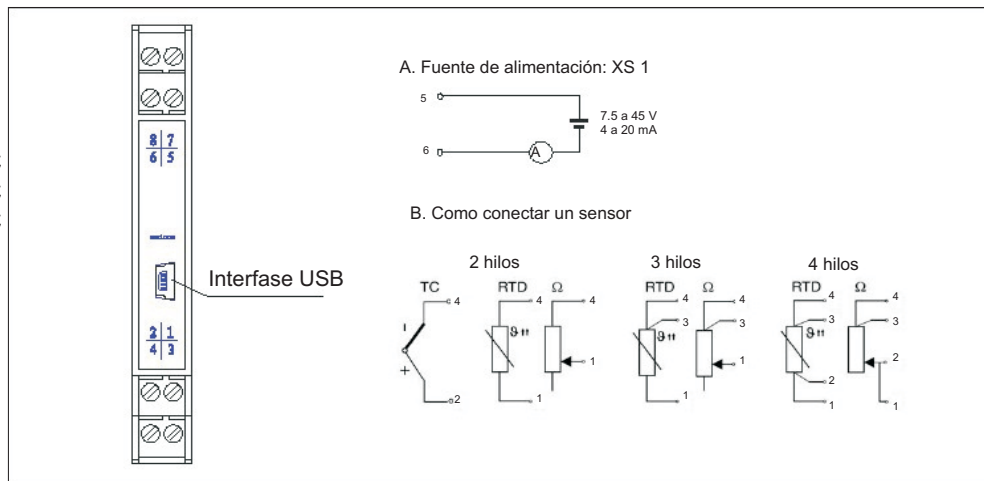 A. Fuente de alimentación: XS 1
5
7.5 a 45 V
4 a 20 mA
6
A
8 7
6 5
B. Como conectar un sensor
Interfase USB
2 hilos
3 hilos
4 hilos
TC
RTD
Ω
RTD
Ω
RTD
Ω
4
4
4
4
4
4
4
3
3
3
3
ϑ
ϑ
ϑ
1
1
2
2
+
2
1
1
1
1
2 1
4 3